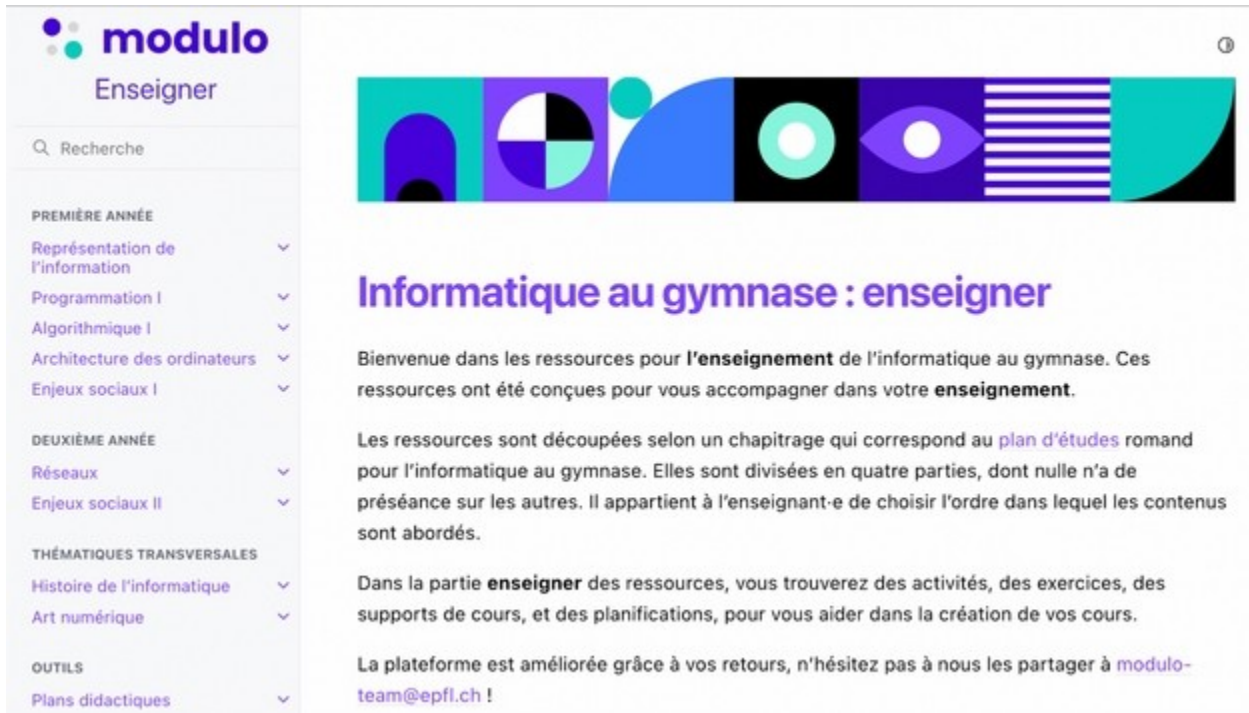 modulo
Enseigner
Recherche
PREMIÈRE ANNÉE
Représentation de
l'information
Programmation I
Algorithmique I
Architecture des ordinateurs
Enjeux sociaux I
DEUXIÈME ANNÉE
Réseaux
Enjeux sociaux II
THÉMATIQUES TRANSVERSALES
Histoire de l'informatique
Art numérique
OUTILS
Plans didactiques
Informatique au gymnase : enseigner
Bienvenue dans les ressources pour l'enseignement de l'informatique au gymnase. Ces
ressources ont été conçues pour vous accompagner dans votre enseignement.
Les ressources sont découpées selon un chapitrage qui correspond au plan d'études romand
pour l'informatique au gymnase. Elles sont divisées en quatre parties, dont nulle n'a de
préséance sur les autres. Il appartient à l'enseignant·e de choisir l'ordre dans lequel les contenus
sont abordés.
Dans la partie enseigner des ressources, vous trouverez des activités, des exercices, des
supports de cours, et des planifications, pour vous aider dans la création de vos cours.
La plateforme est améliorée grâce à vos retours, n'hésitez pas à nous les partager à modulo-
team@epfl.ch !